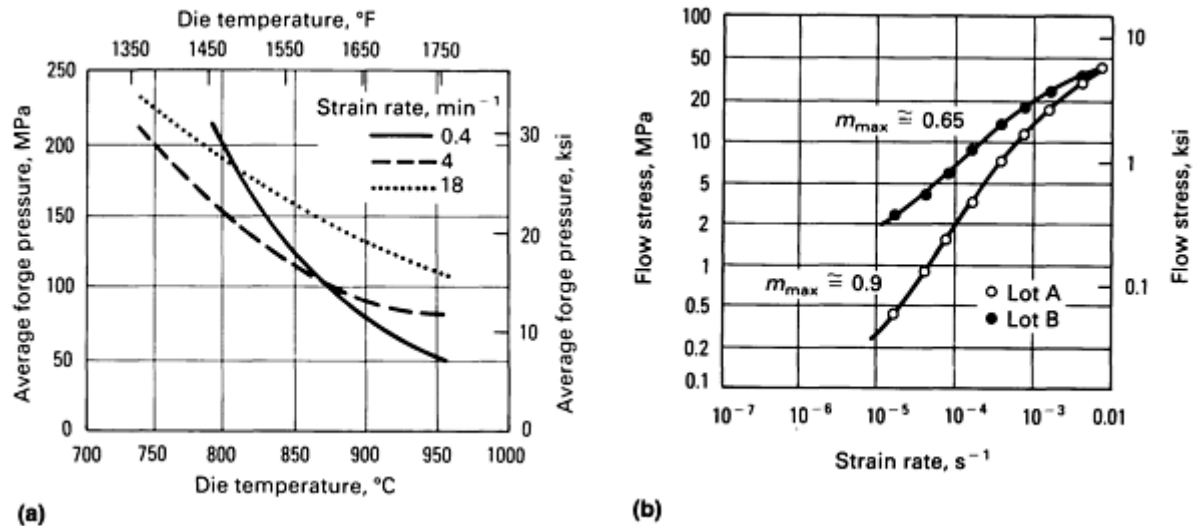 Die temperature, °F
1350 1450 1550 1650 1750
250
200
150
100
50
0
Average forge pressure, MPa
Strain rate, min⁻¹
0.4
4
18
30
20
10
0
Average forge pressure, ksi
700 750 800 850 900 950 1000
Die temperature, °C
(a)
100
50
20
10
5
2
1
0.5
0.2
0.1
Flow stress, MPa
m_max ≅ 0.65
m_max ≅ 0.9
Lot A
Lot B
10
1
0.1
Flow stress, ksi
10⁻⁷ 10⁻⁶ 10⁻⁵ 10⁻⁴ 10⁻³ 0.01
Strain rate, s⁻¹
(b)